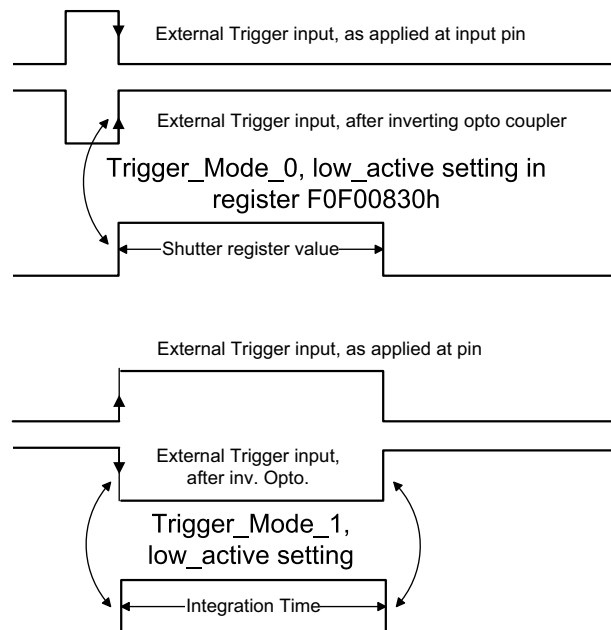 External Trigger input, as applied at input pin
External Trigger input, after inverting opto coupler
Trigger_Mode_0, low_active setting in
register F0F00830h
Shutter register value
External Trigger input, as applied at pin
External Trigger input,
after inv. Opto.
Trigger_Mode_1,
low_active setting
Integration Time